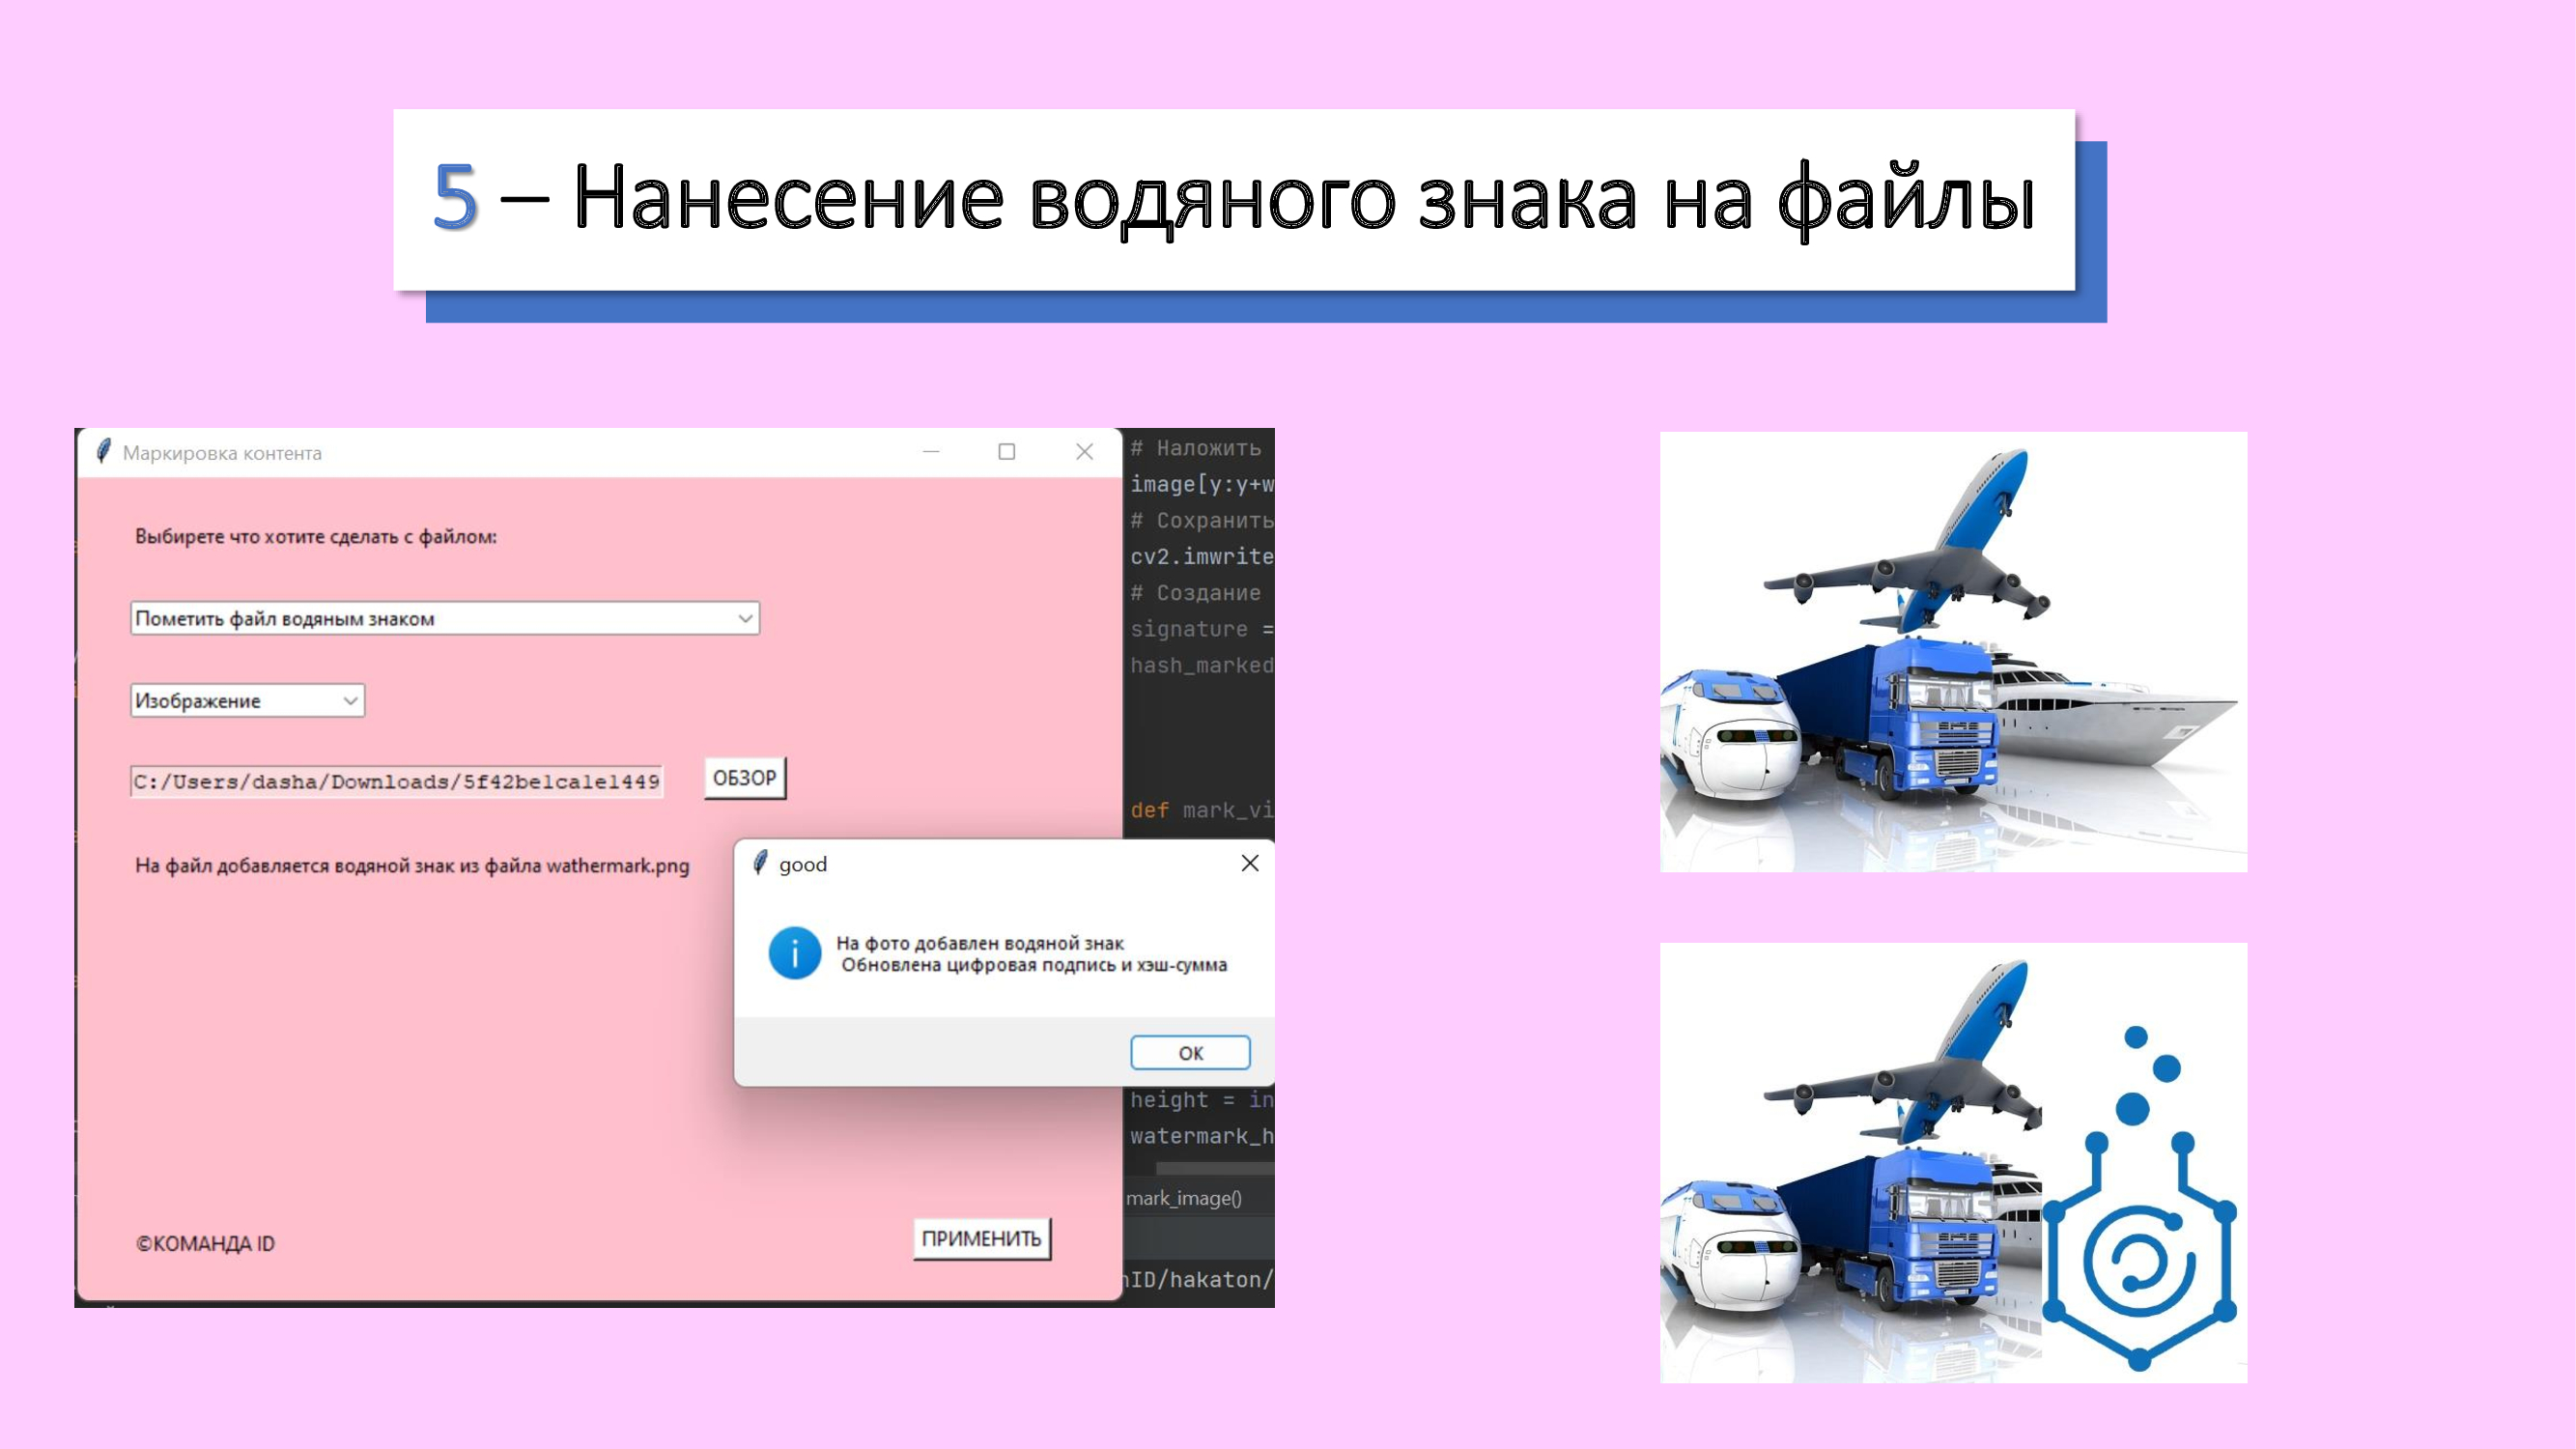 5 – Нанесение водяного знака на файлы
Маркировка контента
Выбирете что хотите сделать с файлом:
Пометить файл водяным знаком
Изображение
C:/Users/dasha/Downloads/5f42be1ca1e1449
ОБЗОР
На файл добавляется водяной знак из файла wathermark.png
©КОМАНДА ID
ПРИМЕНИТЬ
good
На фото добавлен водяной знак
Обновлена цифровая подпись и хэш-сумма
ОК
# Наложить
image[y:y+w
# Сохранить
cv2.imwrite
# Создание
signature =
hash_marked
def mark_vi
height = in
watermark_h
mark_image()
ID/hakaton/